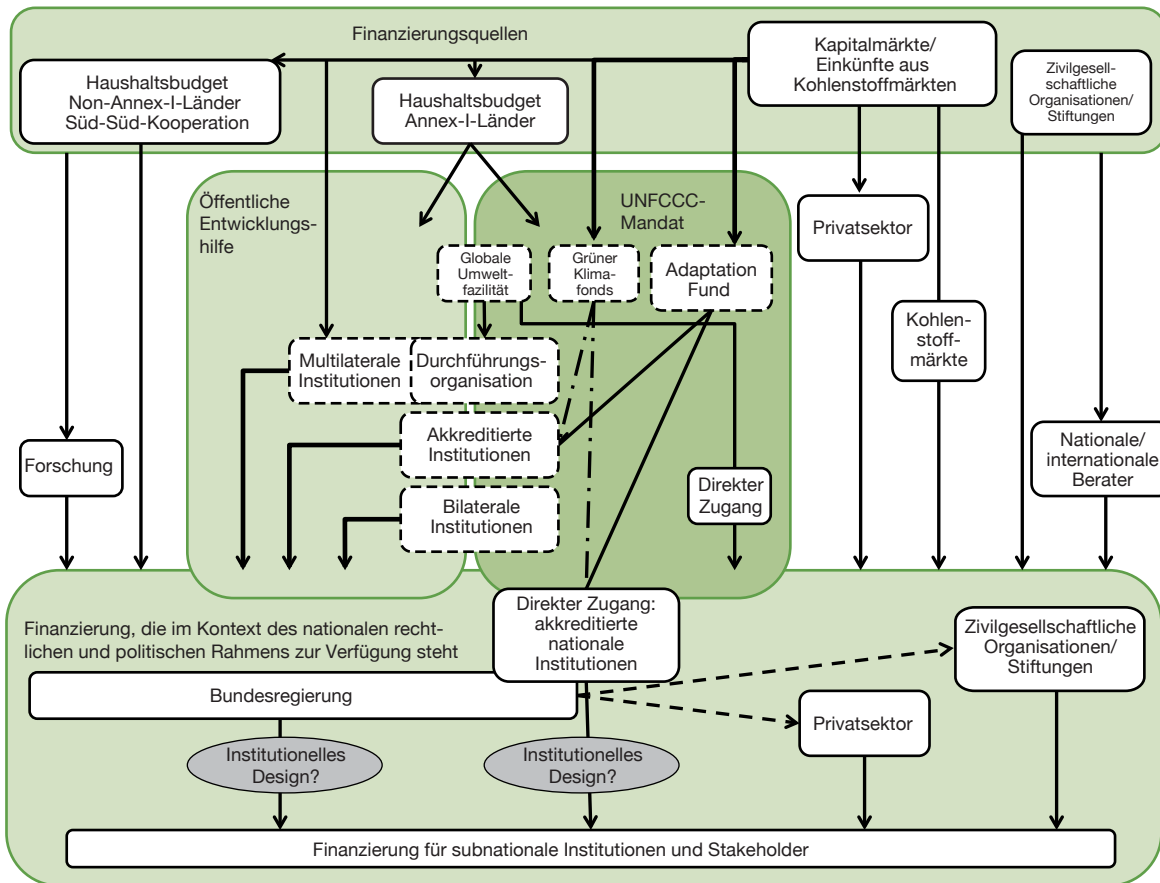 Finanzierungsquellen
Haushaltsbudget
Non-Annex-I-Länder
Süd-Süd-Kooperation
Haushaltsbudget
Annex-I-Länder
Kapitalmärkte/
Einkünfte aus
Kohlenstoffmärkten
Zivilgesell-
schaftliche
Organisationen/
Stiftungen
Öffentliche
Entwicklungs-
hilfe
UNFCCC-
Mandat
Privatsektor
Globale
Umwelt-
fazilität
Grüner
Klima-
fonds
Adaptation
Fund
Kohlen-
stoff-
märkte
Multilaterale
Institutionen
Durchführungs-
organisation
Akkreditierte
Institutionen
Forschung
Nationale/
internationale
Berater
Bilaterale
Institutionen
Direkter
Zugang
Direkter Zugang:
akkreditierte
nationale
Institutionen
Finanzierung, die im Kontext des nationalen recht-
lichen und politischen Rahmens zur Verfügung steht
Zivilgesellschaftliche
Organisationen/
Stiftungen
Bundesregierung
Privatsektor
Institutionelles
Design?
Institutionelles
Design?
Finanzierung für subnationale Institutionen und Stakeholder